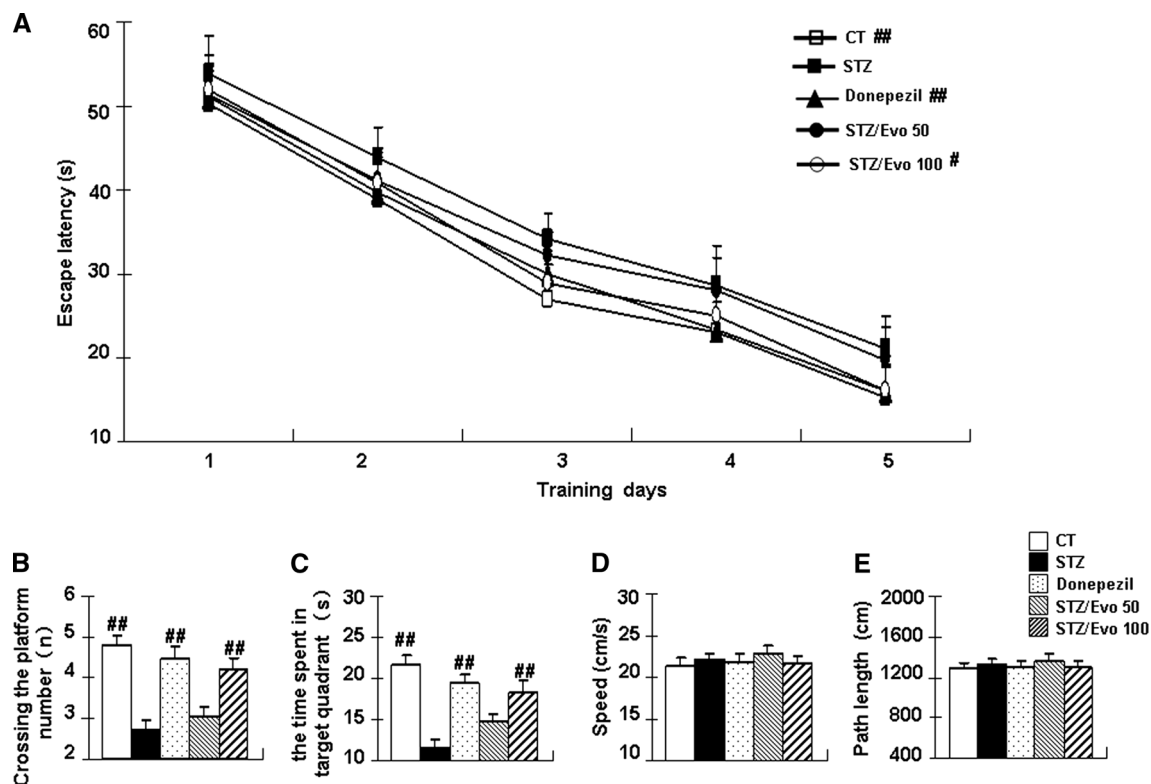 A
60
50
40
30
20
10
Escape latency (s)
1 2 3 4 5
Training days
CT ##
STZ
Donepezil ##
STZ/Evo 50
STZ/Evo 100 #
B
Crossing the platform
number (n)
6
5
4
3
2
## ## ##
C
the time spent in
target quadrant (s)
30
25
20
15
10
## ## ##
D
Speed (cm/s)
30
25
20
15
10
E
Path length (cm)
2000
1600
1200
800
400
CT
STZ
Donepezil
STZ/Evo 50
STZ/Evo 100